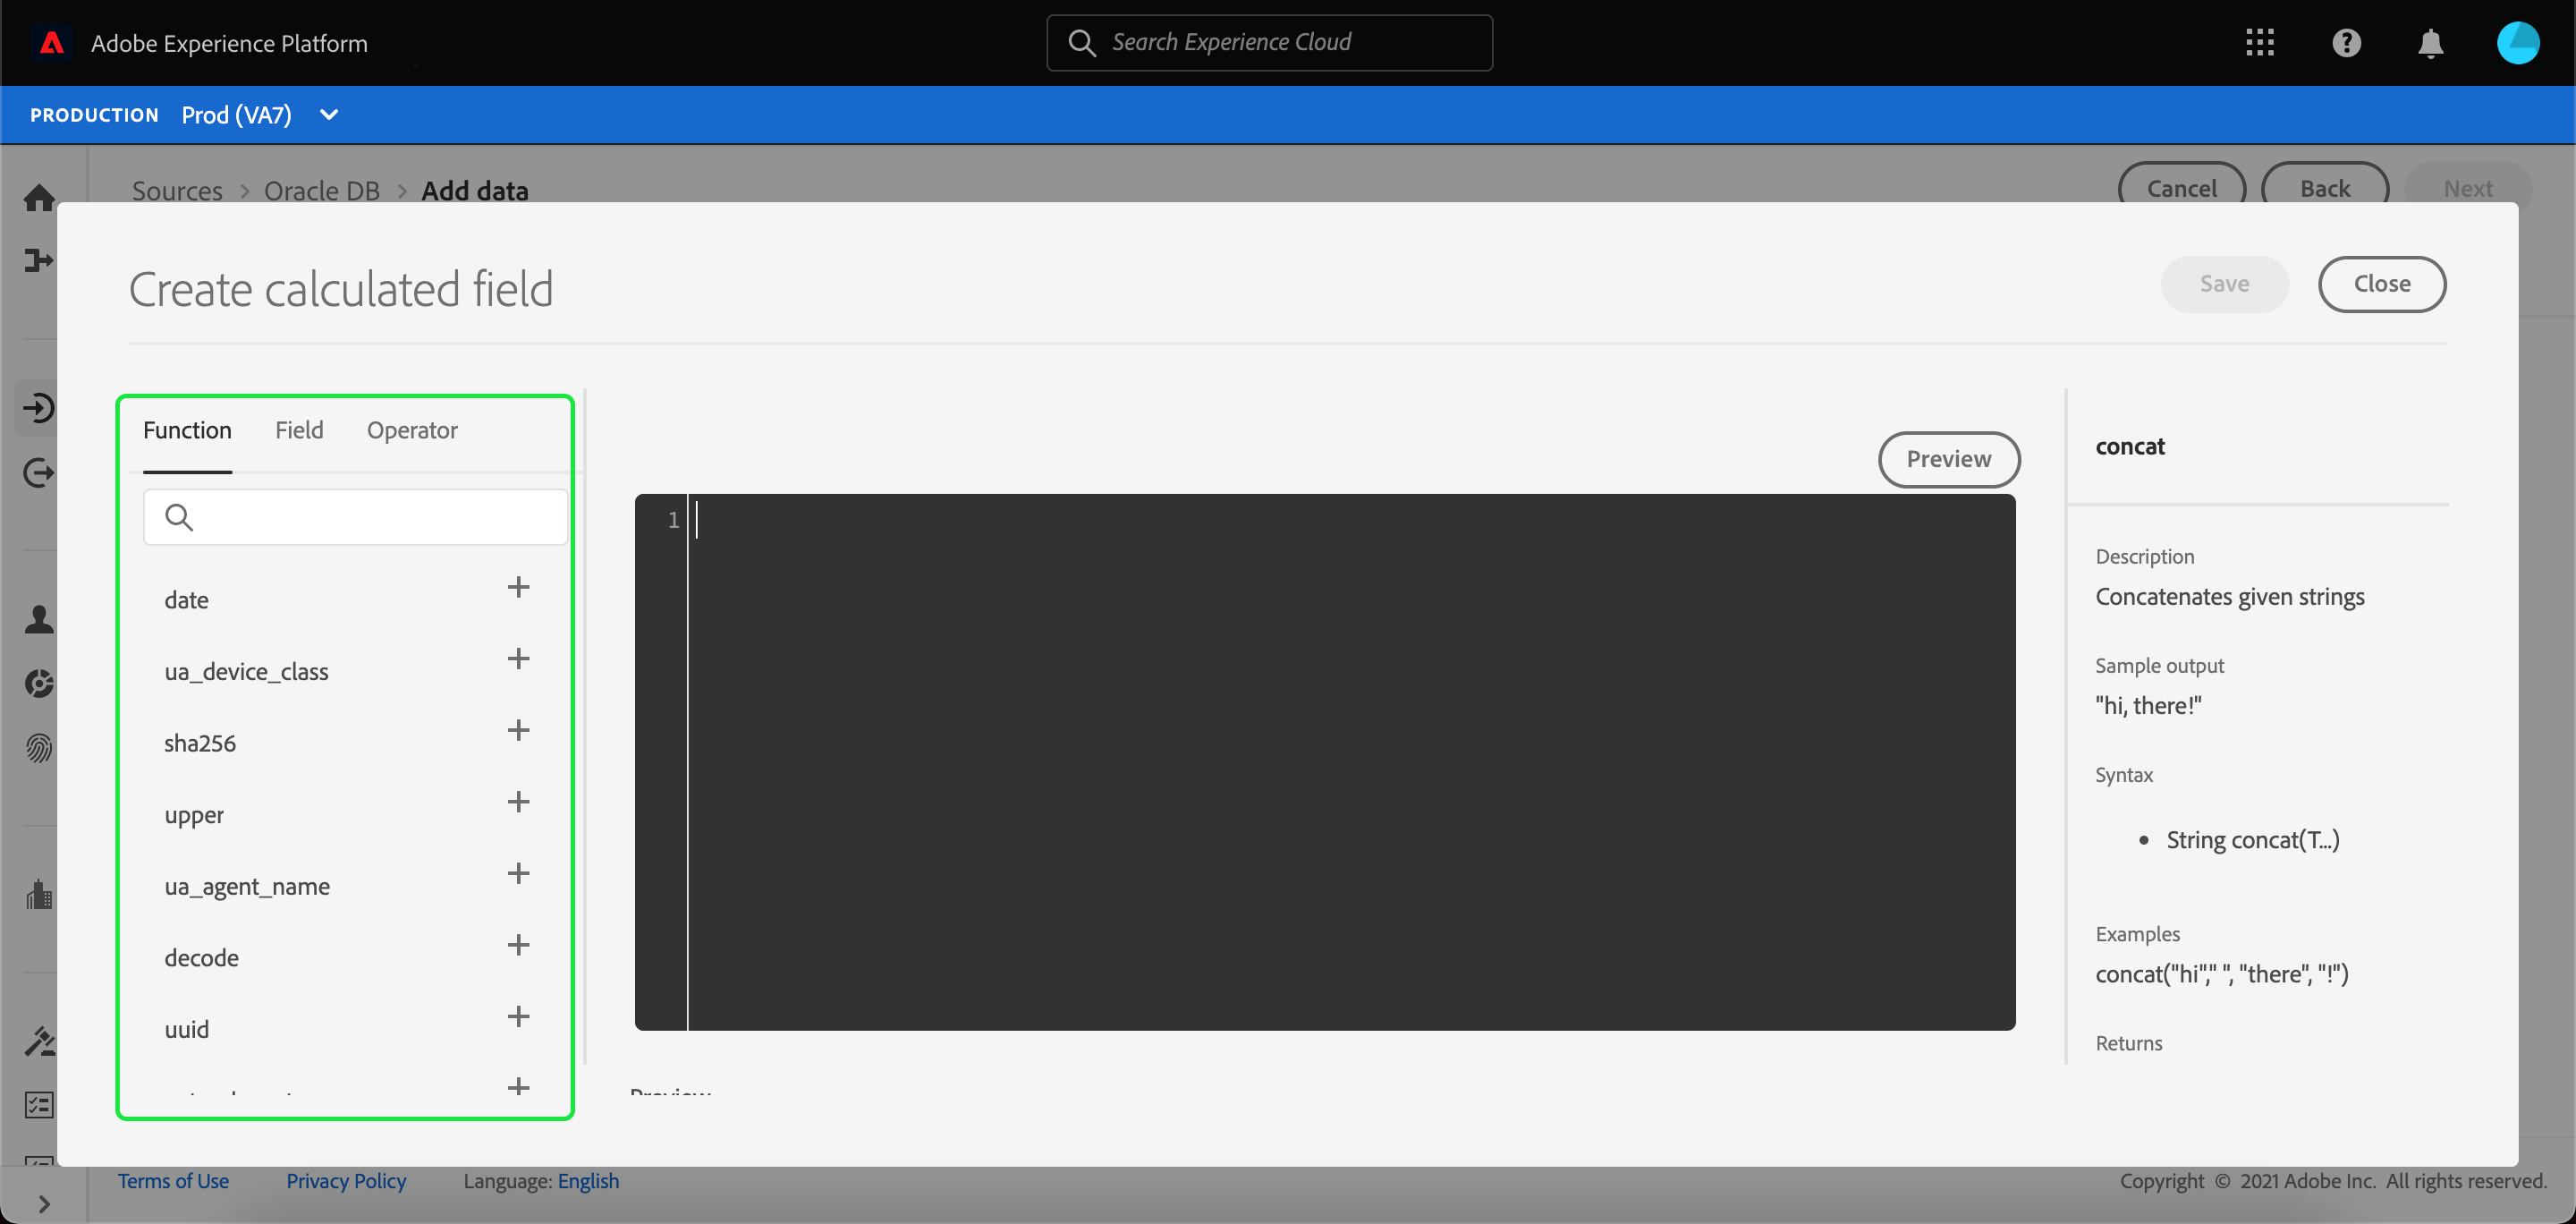 Adobe Experience Platform
Search Experience Cloud
PRODUCTION Prod (VA7)
Sources > Oracle DB > Add data
Cancel
Back
Next
Create calculated field
Save
Close
Function
Field
Operator
date
ua_device_class
sha256
upper
ua_agent_name
decode
uuid
Preview
1
Preview
concat
Description
Concatenates given strings
Sample output
"hi, there!"
Syntax
• String concat(T...)
Examples
concat("hi"," ", "there", "!")
Returns
Terms of Use
Privacy Policy
Language: English
Copyright © 2021 Adobe Inc. All rights reserved.